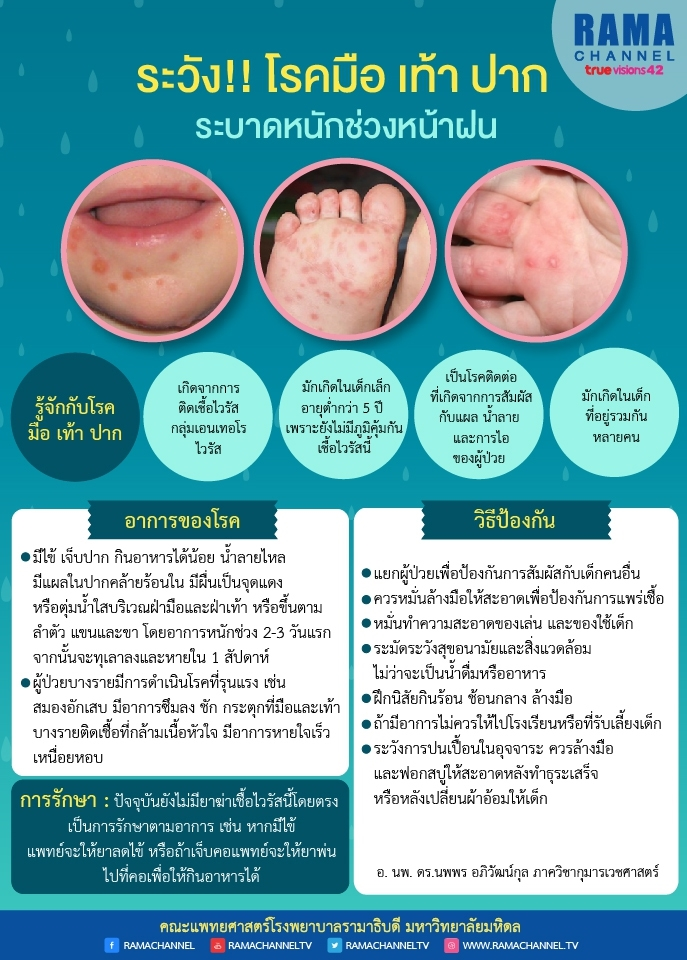 RAMA
CHANNEL
true visions 42
ระวัง!! โรคมือ เท้า ปาก
ระบาดหนักช่วงหน้าฝน
รู้จักกับโรค
มือ เท้า ปาก
เกิดจากการ
ติดเชื้อไวรัส
กลุ่มเอนเทอโร
ไวรัส
มักเกิดในเด็กเล็ก
อายุต่ำกว่า 5 ปี
เพราะยังไม่มีภูมิคุ้มกัน
เชื้อไวรัสนี้
เป็นโรคติดต่อ
ที่เกิดจากการสัมผัส
กับแผล น้ำลาย
และการไอ
ของผู้ป่วย
มักเกิดในเด็ก
ที่อยู่รวมกัน
หลายคน
อาการของโรค
●มีไข้ เจ็บปาก กินอาหารได้น้อย น้ำลายไหล
มีแผลในปากคล้ายร้อนใน มีผื่นเป็นจุดแดง
หรือตุ่มน้ำใสบริเวณฝ่ามือและฝ่าเท้า หรือขึ้นตาม
ลำตัว แขนและขา โดยอาการหนักช่วง 2-3 วันแรก
จากนั้นจะทุเลาลงและหายใน 1 สัปดาห์
●ผู้ป่วยบางรายมีการดำเนินโรคที่รุนแรง เช่น
สมองอักเสบ มีอาการซึมลง ชัก กระตุกที่มือและเท้า
บางรายติดเชื้อที่กล้ามเนื้อหัวใจ มีอาการหายใจเร็ว
เหนื่อยหอบ
การรักษา : ปัจจุบันยังไม่มียาฆ่าเชื้อไวรัสนี้โดยตรง
เป็นการรักษาตามอาการ เช่น หากมีไข้
แพทย์จะให้ยาลดไข้ หรือถ้าเจ็บคอแพทย์จะให้ยาพ่น
ไปที่คอเพื่อให้กินอาหารได้
วิธีป้องกัน
●แยกผู้ป่วยเพื่อป้องกันการสัมผัสกับเด็กคนอื่น
●ควรหมั่นล้างมือให้สะอาดเพื่อป้องกันการแพร่เชื้อ
●หมั่นทำความสะอาดของเล่น และของใช้เด็ก
●ระมัดระวังสุขอนามัยและสิ่งแวดล้อม
ไม่ว่าจะเป็นน้ำดื่มหรืออาหาร
●ฝึกนิสัยกินร้อน ช้อนกลาง ล้างมือ
●ถ้ามีอาการไม่ควรให้ไปโรงเรียนหรือที่รับเลี้ยงเด็ก
●ระวังการปนเปื้อนในอุจจาระ ควรล้างมือ
และฟอกสบู่ให้สะอาดหลังทำธุระเสร็จ
หรือหลังเปลี่ยนผ้าอ้อมให้เด็ก
อ. นพ. ดร.นพพร อภิวัฒน์กุล ภาควิชากุมารเวชศาสตร์
คณะแพทยศาสตร์โรงพยาบาลรามาธิบดี มหาวิทยาลัยมหิดล
RAMACHANNEL RAMACHANNELTV RAMACHANNELTV WWW.RAMACHANNEL.TV